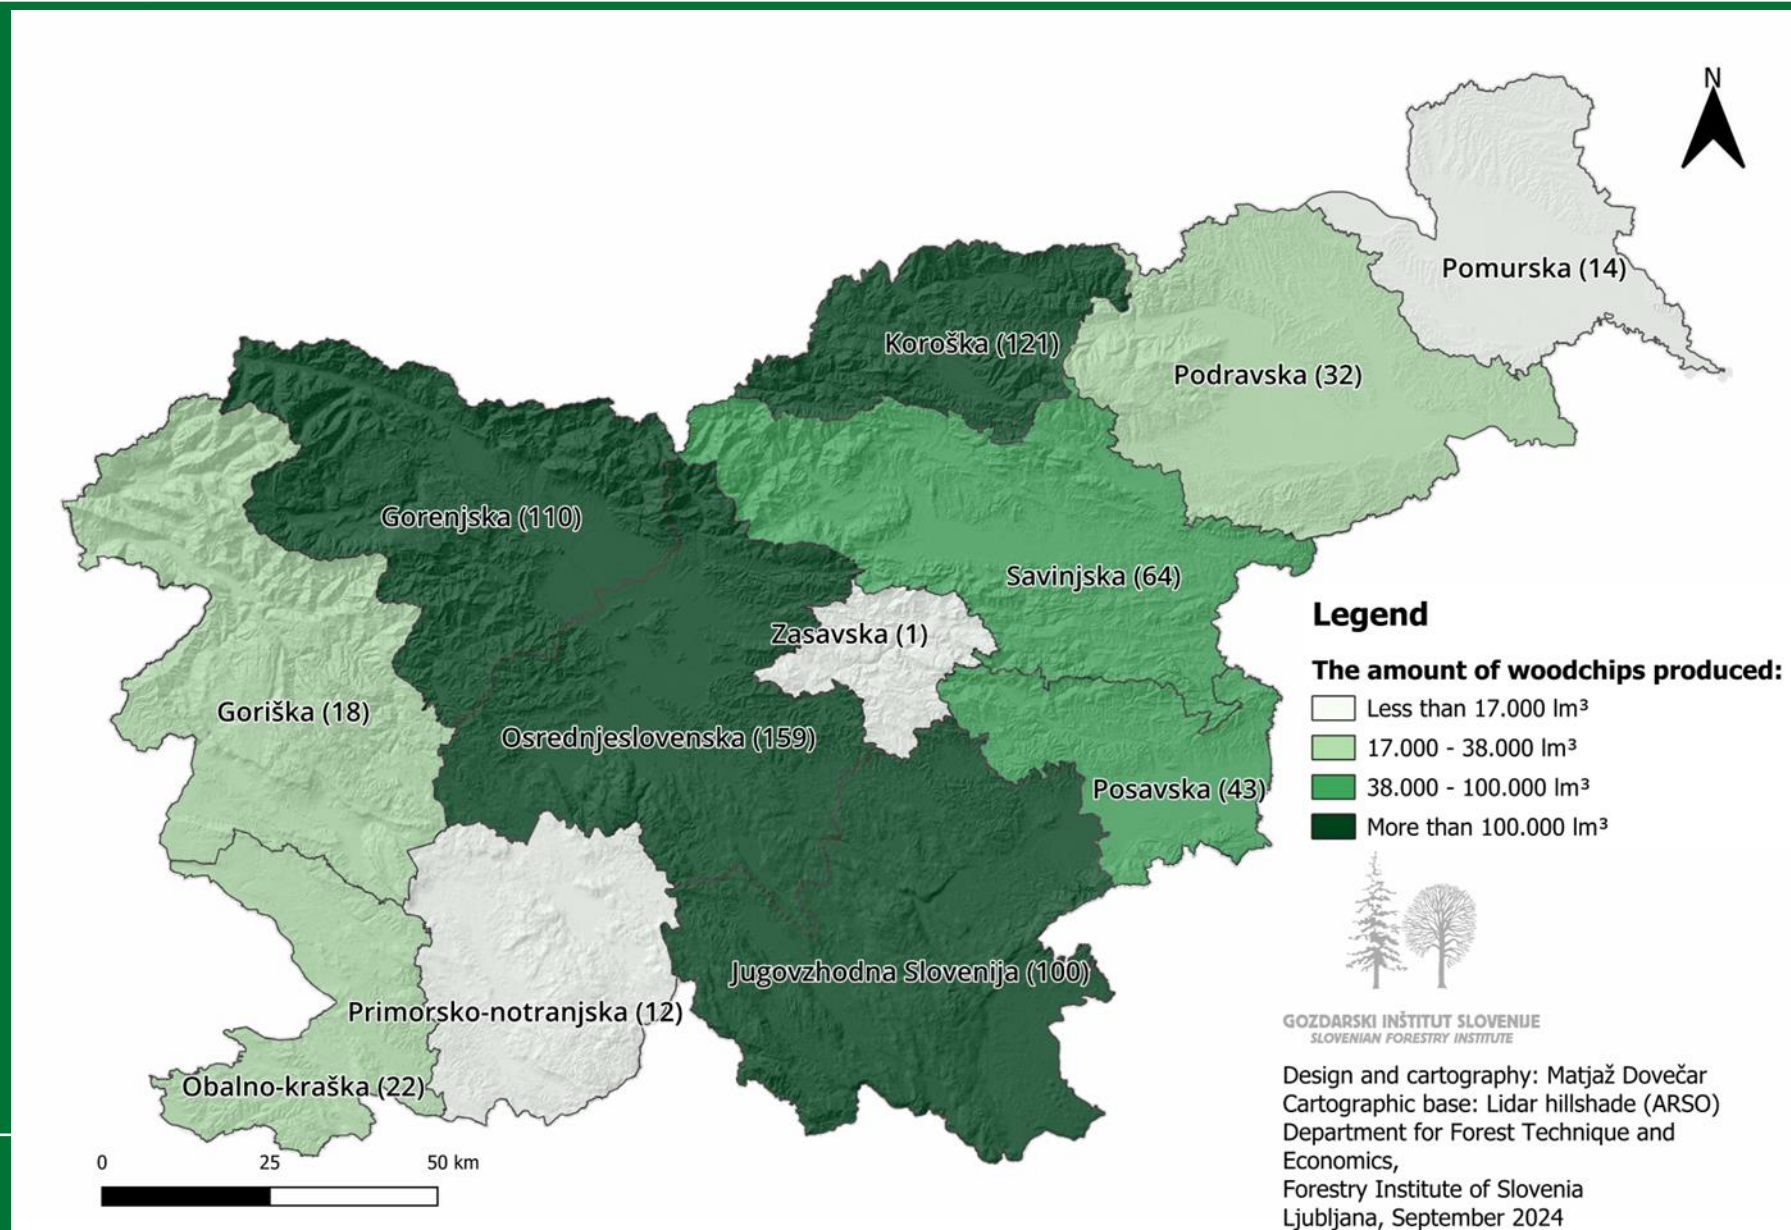 N
Pomurska (14)
Koroška (121)
Podravska (32)
Gorenjska (110)
Savinjska (64)
Zasavska (1)
Goriška (18)
Osrednjeslovenska (159)
Posavska (43)
Jugovzhodna Slovenija (100)
Primorsko-notranjska (12)
Obalno-kraška (22)
0 25 50 km
Legend
The amount of woodchips produced:
Less than 17.000 lm³
17.000 - 38.000 lm³
38.000 - 100.000 lm³
More than 100.000 lm³
GOZDARSKI INŠTITUT SLOVENIJE
SLOVENIAN FORESTRY INSTITUTE
Design and cartography: Matjaž Dovečar
Cartographic base: Lidar hillshade (ARSO)
Department for Forest Technique and
Economics,
Forestry Institute of Slovenia
Ljubljana, September 2024